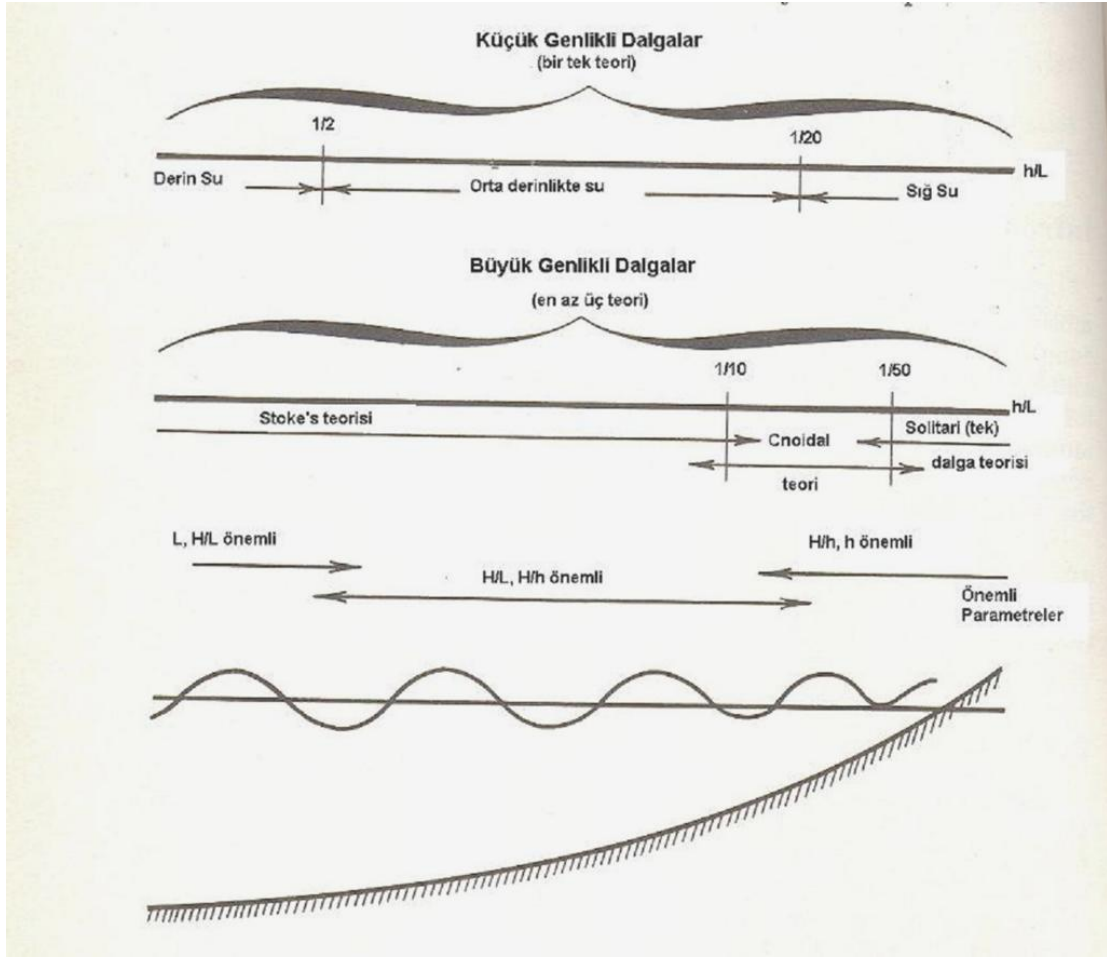 Küçük Genlikli Dalgalar
(bir tek teori)
1/2
1/20
h/L
Derin Su
Orta derinlikte su
Sığ Su
Büyük Genlikli Dalgalar
(en az üç teori)
1/10
1/50
h/L
Stoke's teorisi
Cnoidal
teori
Solitari (tek)
dalga teorisi
L, H/L önemli
H/L, H/h önemli
H/h, h önemli
Önemli
Parametreler